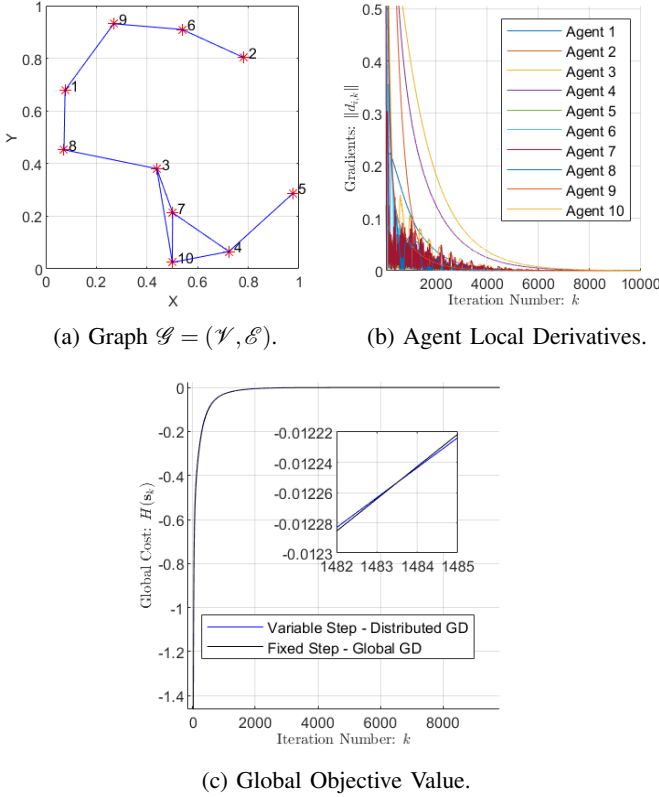 1
0.8
0.6
0.4
0.2
0
Y
0
0.2
0.4
0.6
0.8
1
X
9
6
2
1
8
3
5
7
4
10
(a) Graph 𝒢 = (𝒱, ℰ).
0.5
0.4
0.3
0.2
0.1
0
Gradients: ‖d_{i,k}‖
2000
4000
6000
8000
10000
Iteration Number: k
Agent 1
Agent 2
Agent 3
Agent 4
Agent 5
Agent 6
Agent 7
Agent 8
Agent 9
Agent 10
(b) Agent Local Derivatives.
0
-0.2
-0.4
-0.6
-0.8
-1
-1.2
-1.4
Global Cost: H(s_k)
0
2000
4000
6000
8000
Iteration Number: k
-0.01222
-0.01224
-0.01226
-0.01228
-0.0123
1482
1483
1484
1485
Variable Step - Distributed GD
Fixed Step - Global GD
(c) Global Objective Value.